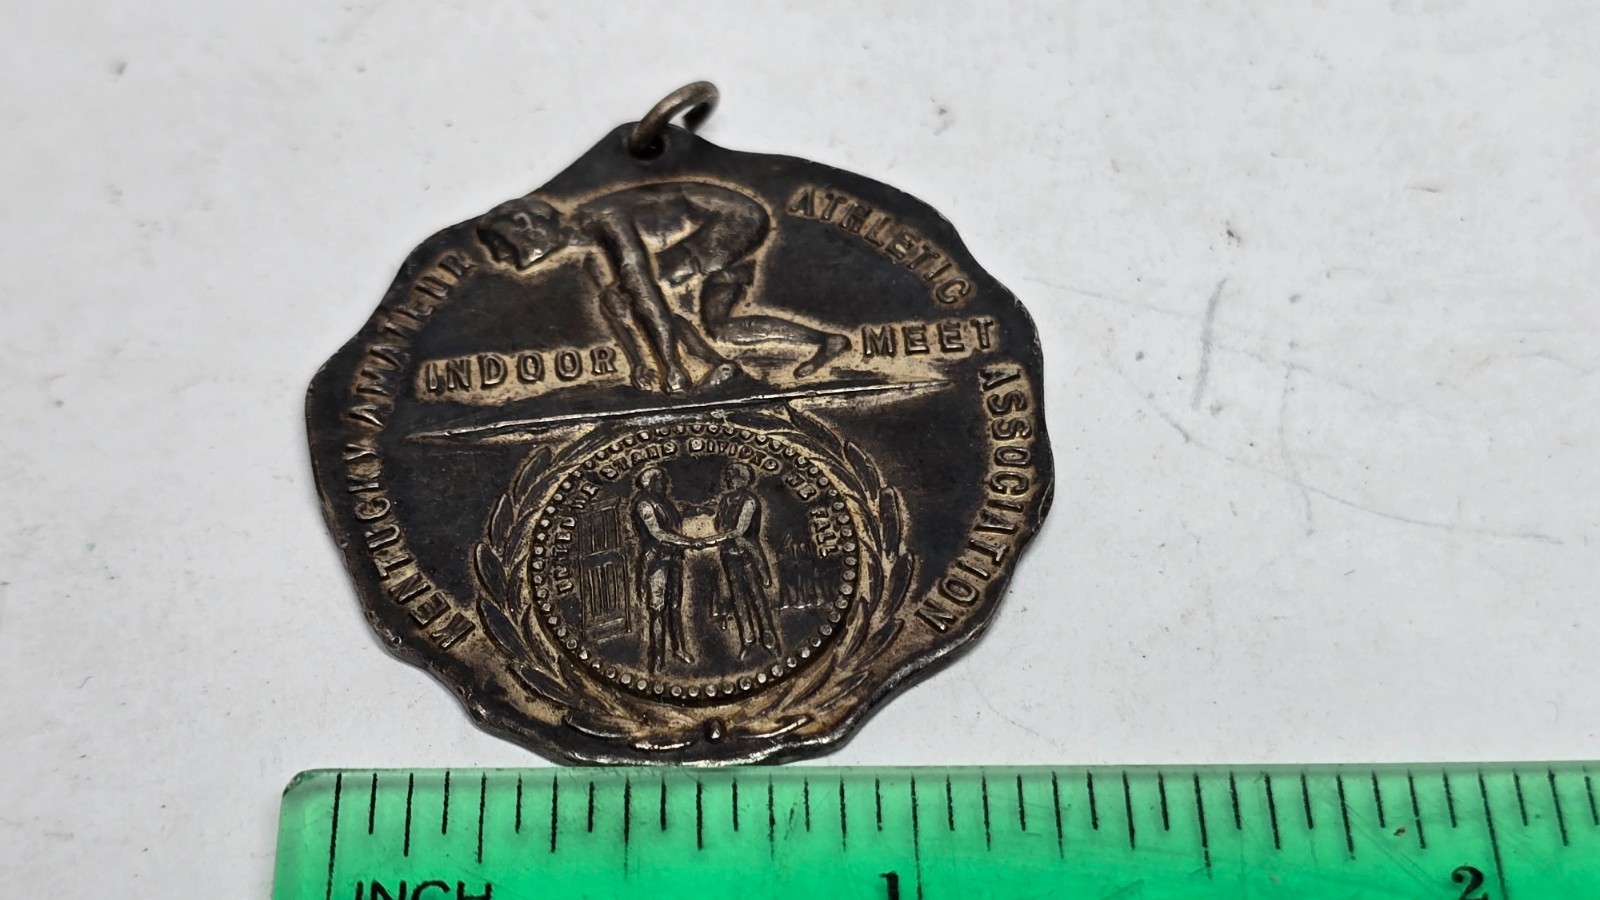 KENTUCKY AMATEUR ATHLETIC ASSOCIATION
INDOOR MEET
UNITED WE STAND DIVIDED WE FALL
INCH 1 2